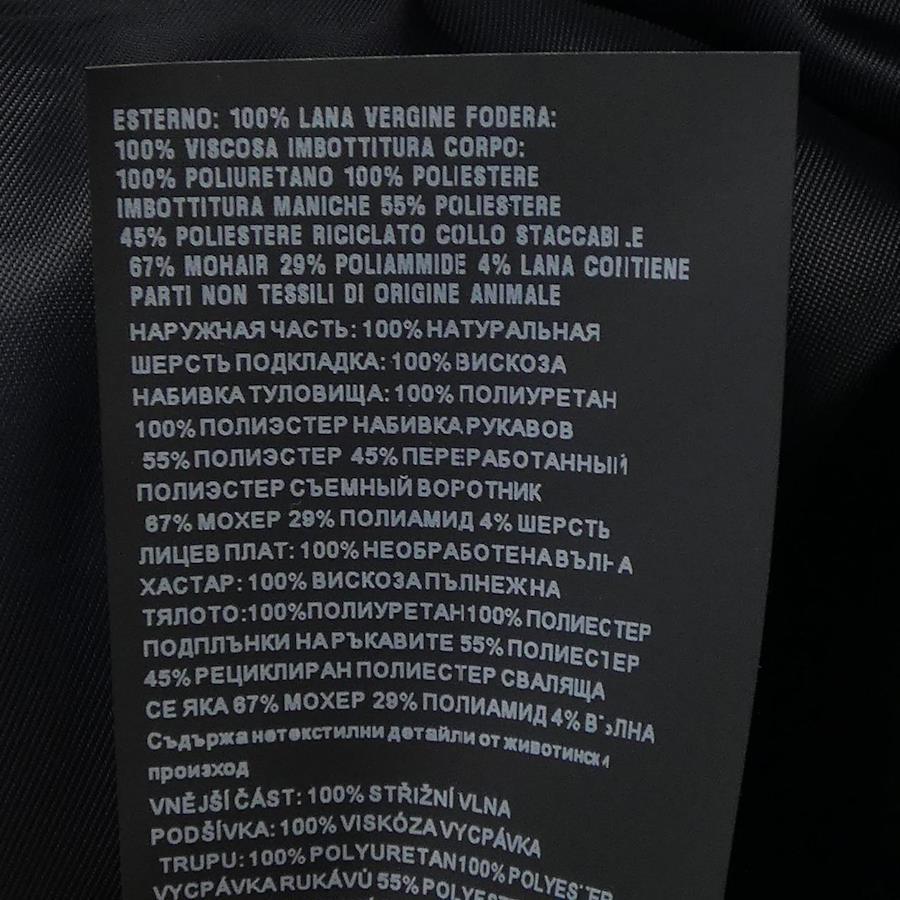 ESTERNO: 100% LANA VERGINE FODERA:
100% VISCOSA IMBOTTITURA CORPO:
100% POLIURETANO 100% POLIESTERE
IMBOTTITURA MANICHE 55% POLIESTERE
45% POLIESTERE RICICLATO COLLO STACCABILE
67% MOHAIR 29% POLIAMMIDE 4% LANA CONTIENE
PARTI NON TESSILI DI ORIGINE ANIMALE
НАРУЖНАЯ ЧАСТЬ: 100% НАТУРАЛЬНАЯ
ШЕРСТЬ ПОДКЛАДКА: 100% ВИСКОЗА
НАБИВКА ТУЛОВИЩА: 100% ПОЛИУРЕТАН
100% ПОЛИЭСТЕР НАБИВКА РУКАВОВ
55% ПОЛИЭСТЕР 45% ПЕРЕРАБОТАННЫЙ
ПОЛИЭСТЕР СЪЕМНЫЙ ВОРОТНИК
67% МОХЕР 29% ПОЛИАМИД 4% ШЕРСТЬ
ЛИЦЕВ ПЛАТ: 100% НЕОБРАБОТЕНА ВЪЛНА
ХАСТАР: 100% ВИСКОЗА ПЪЛНЕЖ НА
ТЯЛОТО:100%ПОЛИУРЕТАН100% ПОЛИЕСТЕР
ПОДПЛЪНКИ НА РЪКАВИТЕ 55% ПОЛИЕСТЕР
45% РЕЦИКЛИРАН ПОЛИЕСТЕР СВАЛЯЩА
СЕ ЯКА 67% МОХЕР 29% ПОЛИАМИД 4% ВЪЛНА
Съдържа нетекстилни детайли от животински
произход
VNĚJŠÍ ČÁST: 100% STŘIŽNÍ VLNA
PODŠÍVKA: 100% VISKÓZA VYCPÁVKA
TRUPU: 100% POLYURETAN100% POLYESTER
VYCPÁVKA RUKÁVŮ 55%